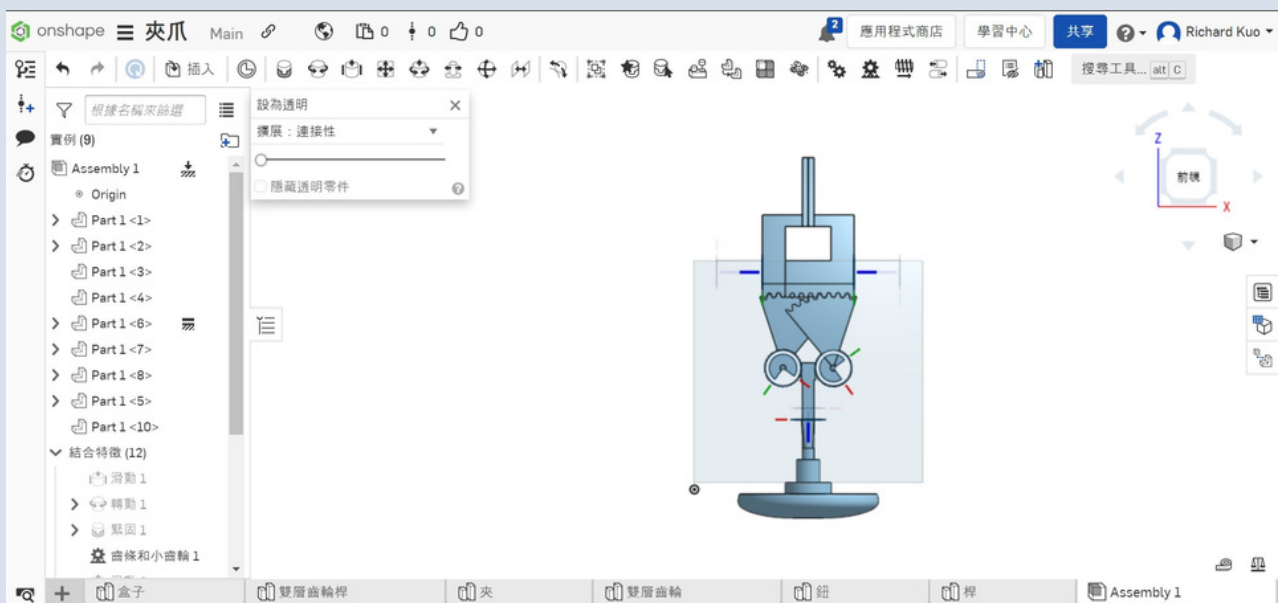 onshape 夾爪 Main 0 0 0 2 應用程式商店 學習中心 共享 Richard Kuo
插入 搜尋工具... alt C
根據名稱來篩選
設為透明
擴展：連接性
隱藏透明零件
實例 (9)
Assembly 1
Origin
Part 1 <1>
Part 1 <2>
Part 1 <3>
Part 1 <4>
Part 1 <6>
Part 1 <7>
Part 1 <8>
Part 1 <5>
Part 1 <10>
結合特徵 (12)
滑動 1
轉動 1
緊固 1
齒條和小齒輪 1
Z
前視
X
盒子 雙層齒輪桿 夾 雙層齒輪 鈕 桿 Assembly 1